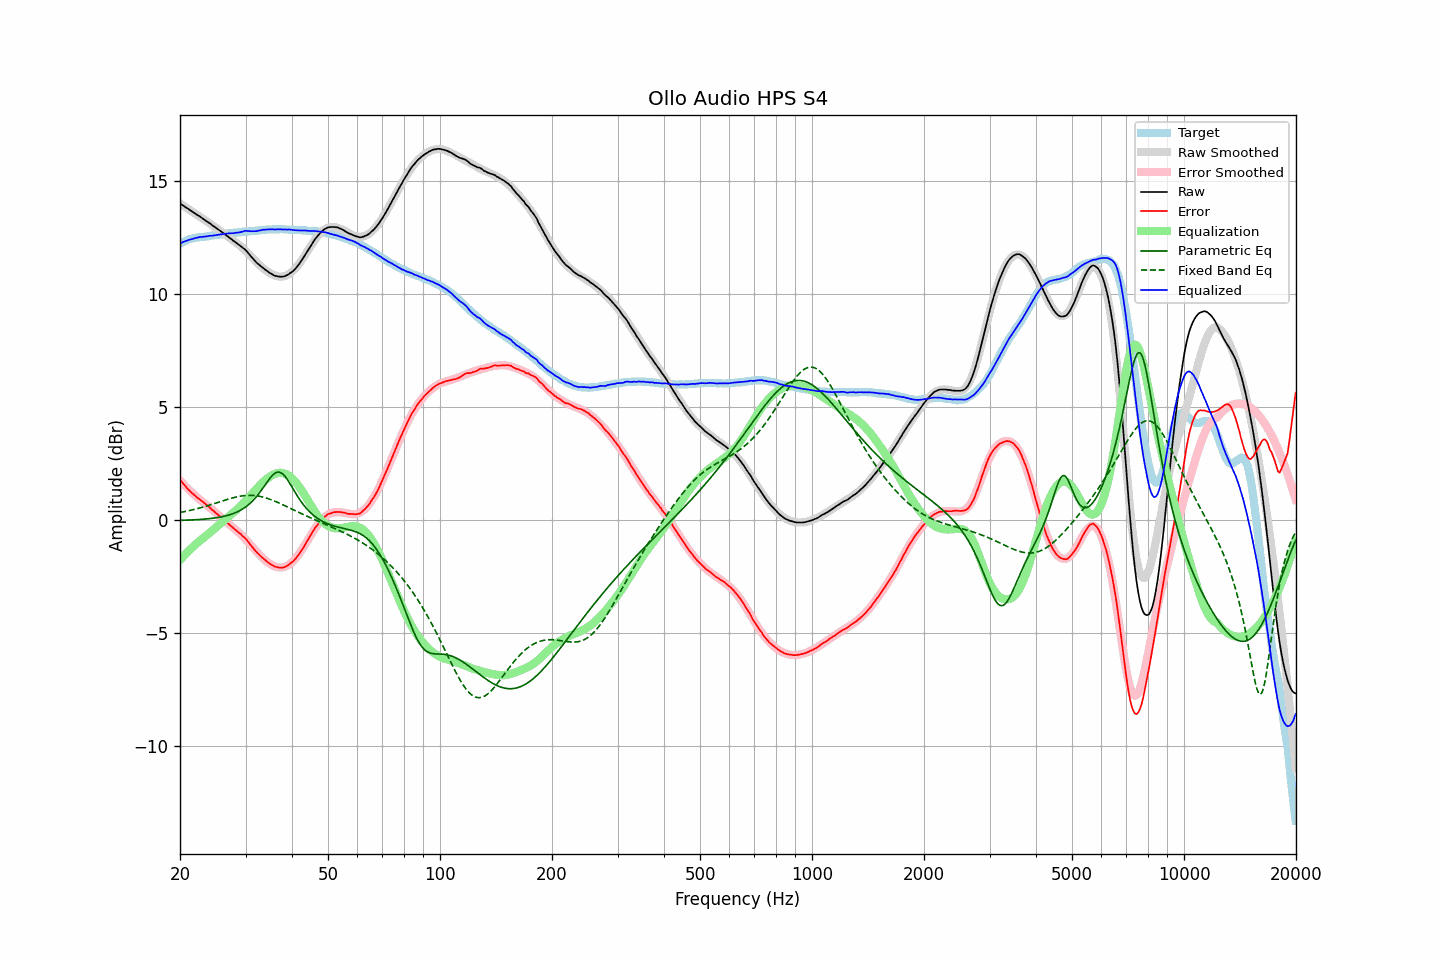 Ollo Audio HPS S4
Target
Raw Smoothed
Error Smoothed
Raw
Error
Equalization
Parametric Eq
Fixed Band Eq
Equalized
15
10
5
0
−5
−10
Amplitude (dBr)
20 50 100 200 500 1000 2000 5000 10000 20000
Frequency (Hz)